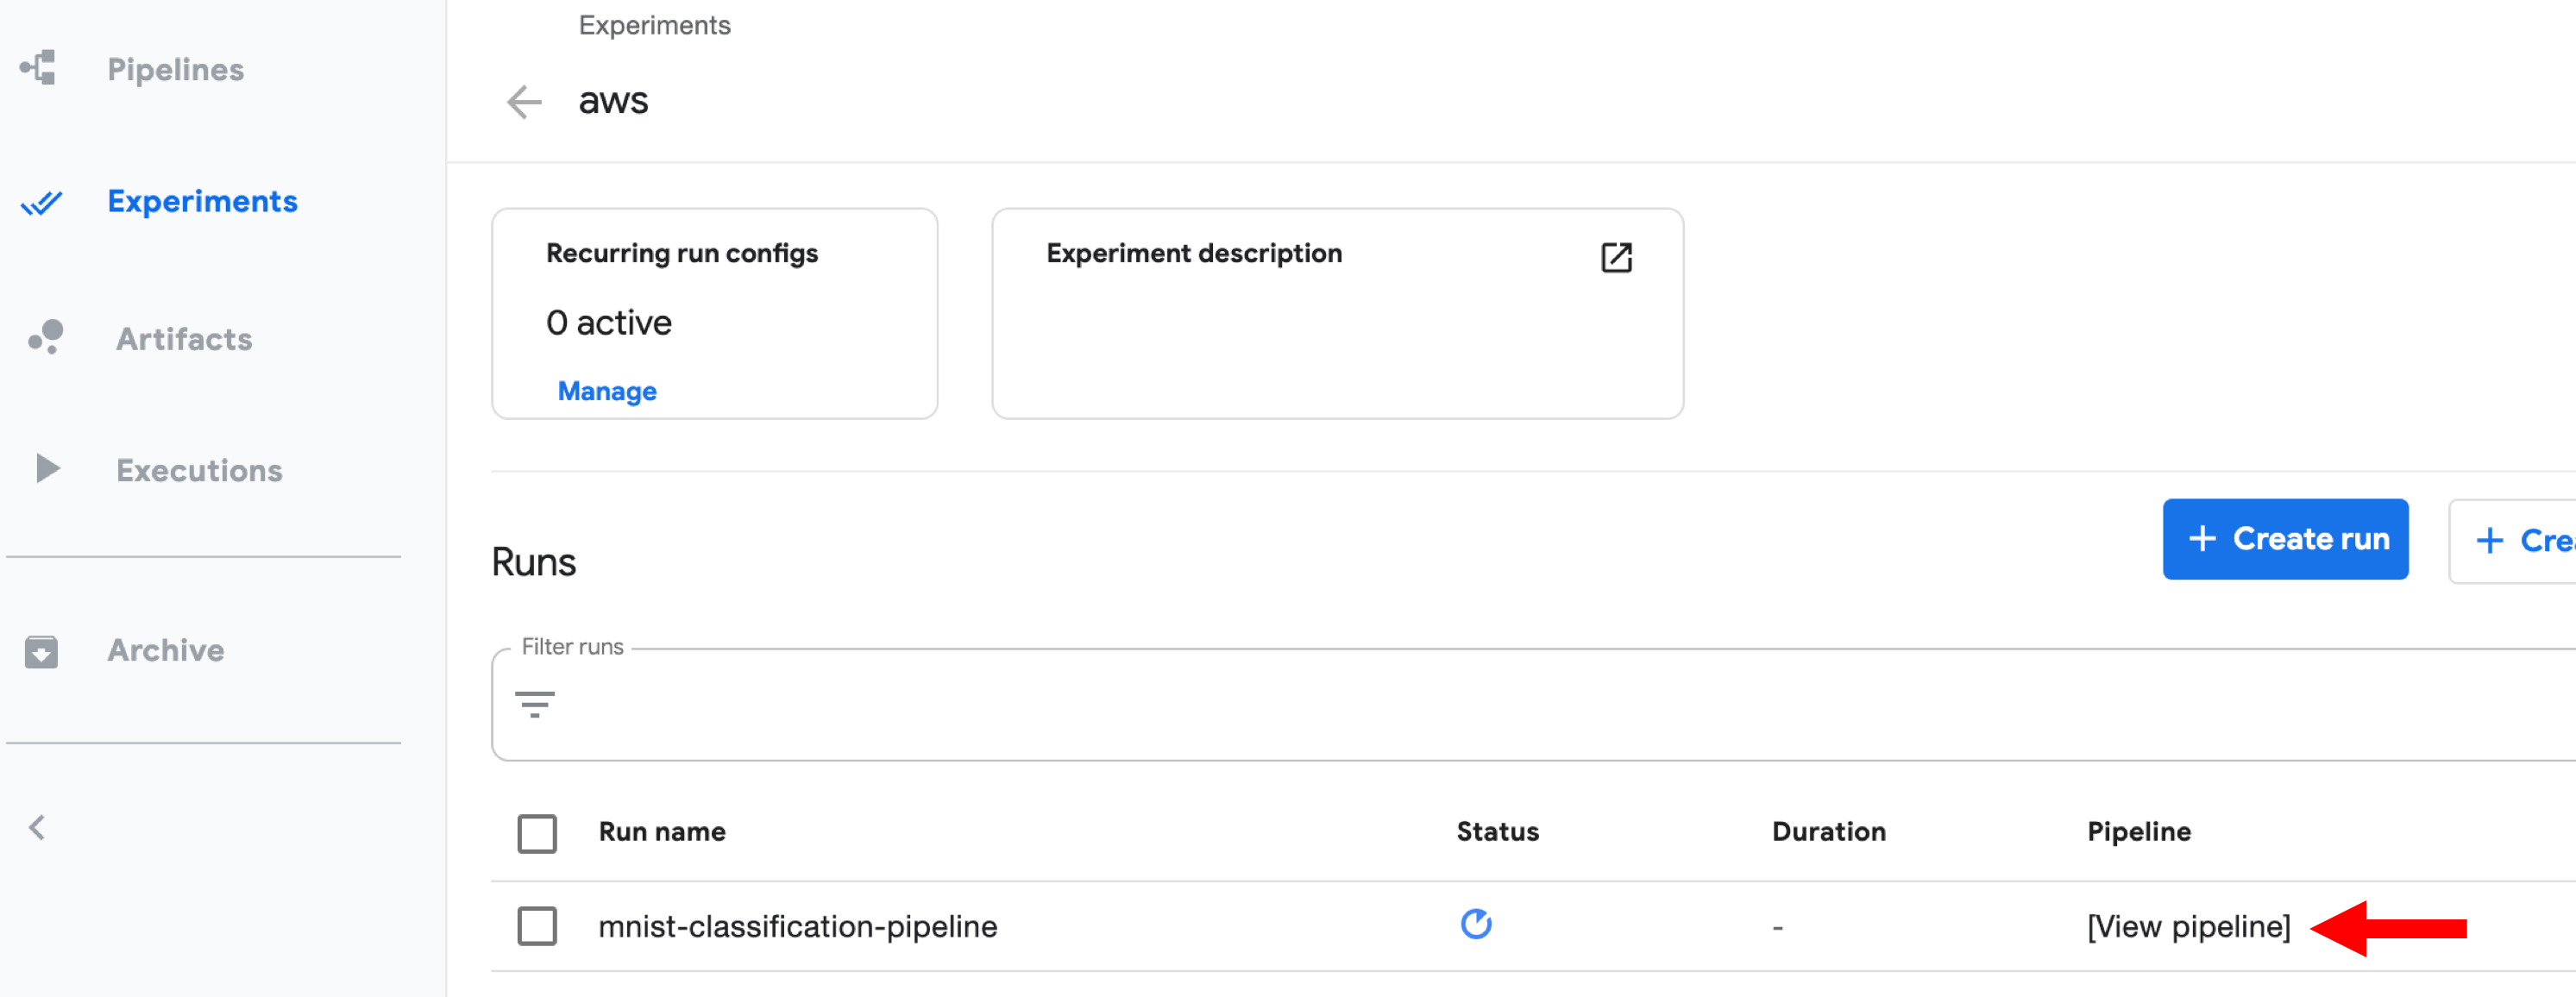 Pipelines
Experiments
Artifacts
Executions
Archive
Experiments
aws
Recurring run configs
0 active
Manage
Experiment description
Runs
+ Create run
+ Cre
Filter runs
Run name Status Duration Pipeline
mnist-classification-pipeline - [View pipeline]